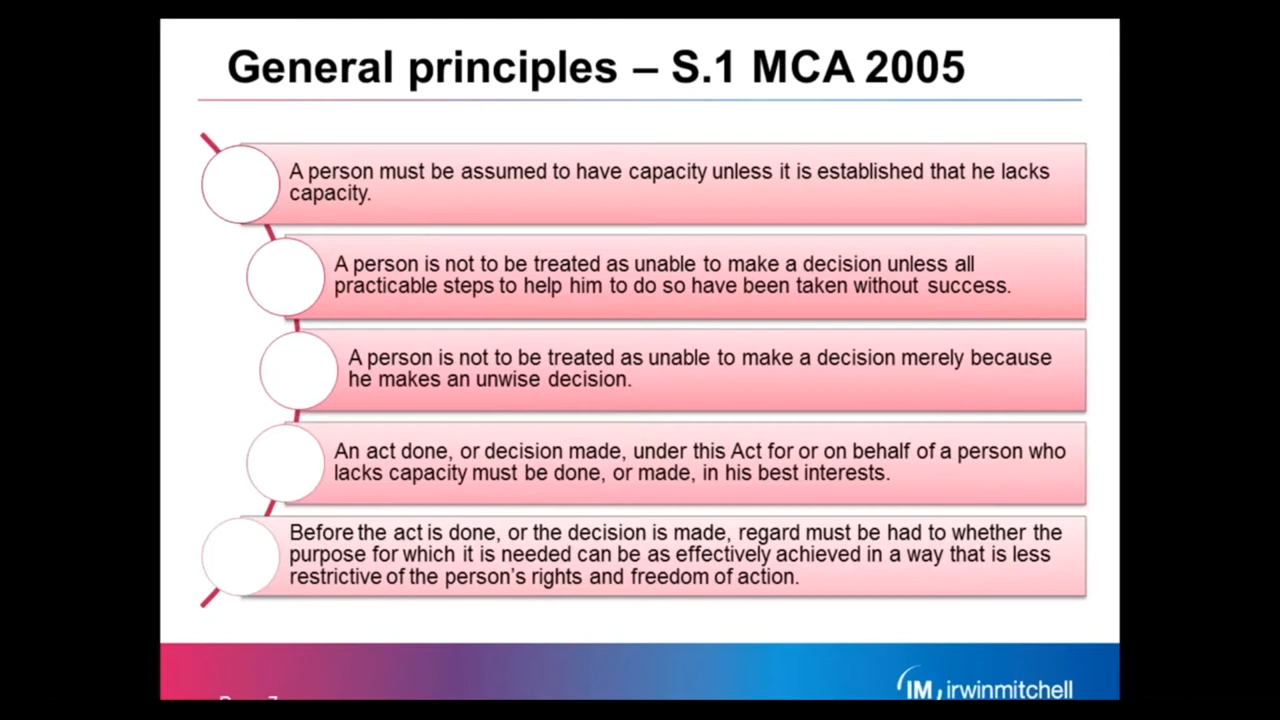 General principles – S.1 MCA 2005
A person must be assumed to have capacity unless it is established that he lacks
capacity.
A person is not to be treated as unable to make a decision unless all
practicable steps to help him to do so have been taken without success.
A person is not to be treated as unable to make a decision merely because
he makes an unwise decision.
An act done, or decision made, under this Act for or on behalf of a person who
lacks capacity must be done, or made, in his best interests.
Before the act is done, or the decision is made, regard must be had to whether the
purpose for which it is needed can be as effectively achieved in a way that is less
restrictive of the person's rights and freedom of action.
IM irwinmitchell